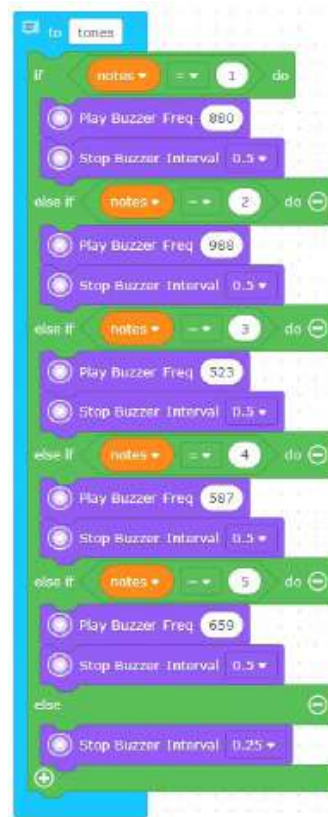 to tones
if notes = 1 do
Play Buzzer Freq 880
Stop Buzzer Interval 0.5
else if notes = 2 do
Play Buzzer Freq 988
Stop Buzzer Interval 0.5
else if notes = 3 do
Play Buzzer Freq 523
Stop Buzzer Interval 0.5
else if notes = 4 do
Play Buzzer Freq 587
Stop Buzzer Interval 0.5
else if notes = 5 do
Play Buzzer Freq 659
Stop Buzzer Interval 0.5
else
Stop Buzzer Interval 0.25